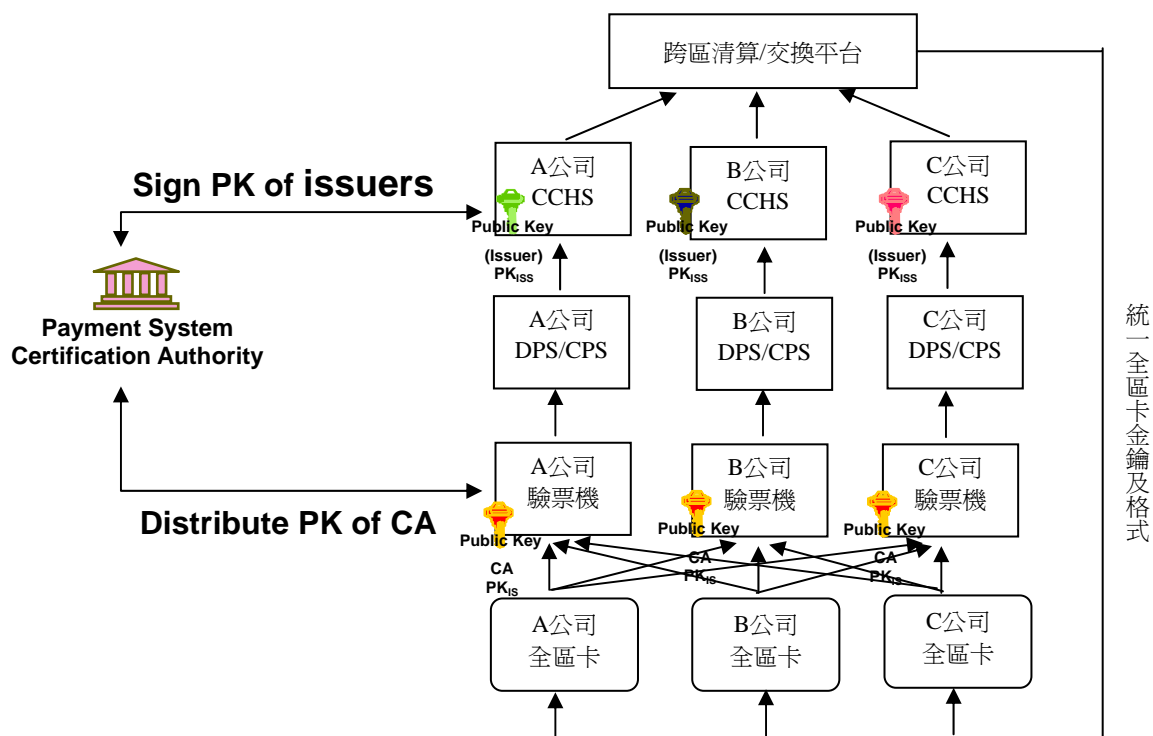 跨區清算/交換平台
Sign PK of issuers
A公司
CCHS
B公司
CCHS
C公司
CCHS
Public Key
Public Key
Public Key
(Issuer)
PKISS
(Issuer)
PKISS
(Issuer)
PKISS
Payment System
Certification Authority
A公司
DPS/CPS
B公司
DPS/CPS
C公司
DPS/CPS
統一全區卡金鑰及格式
A公司
驗票機
B公司
驗票機
C公司
驗票機
Distribute PK of CA
Public Key
Public Key
Public Key
CA
PKIS
CA
PKIS
CA
PKIS
A公司
全區卡
B公司
全區卡
C公司
全區卡